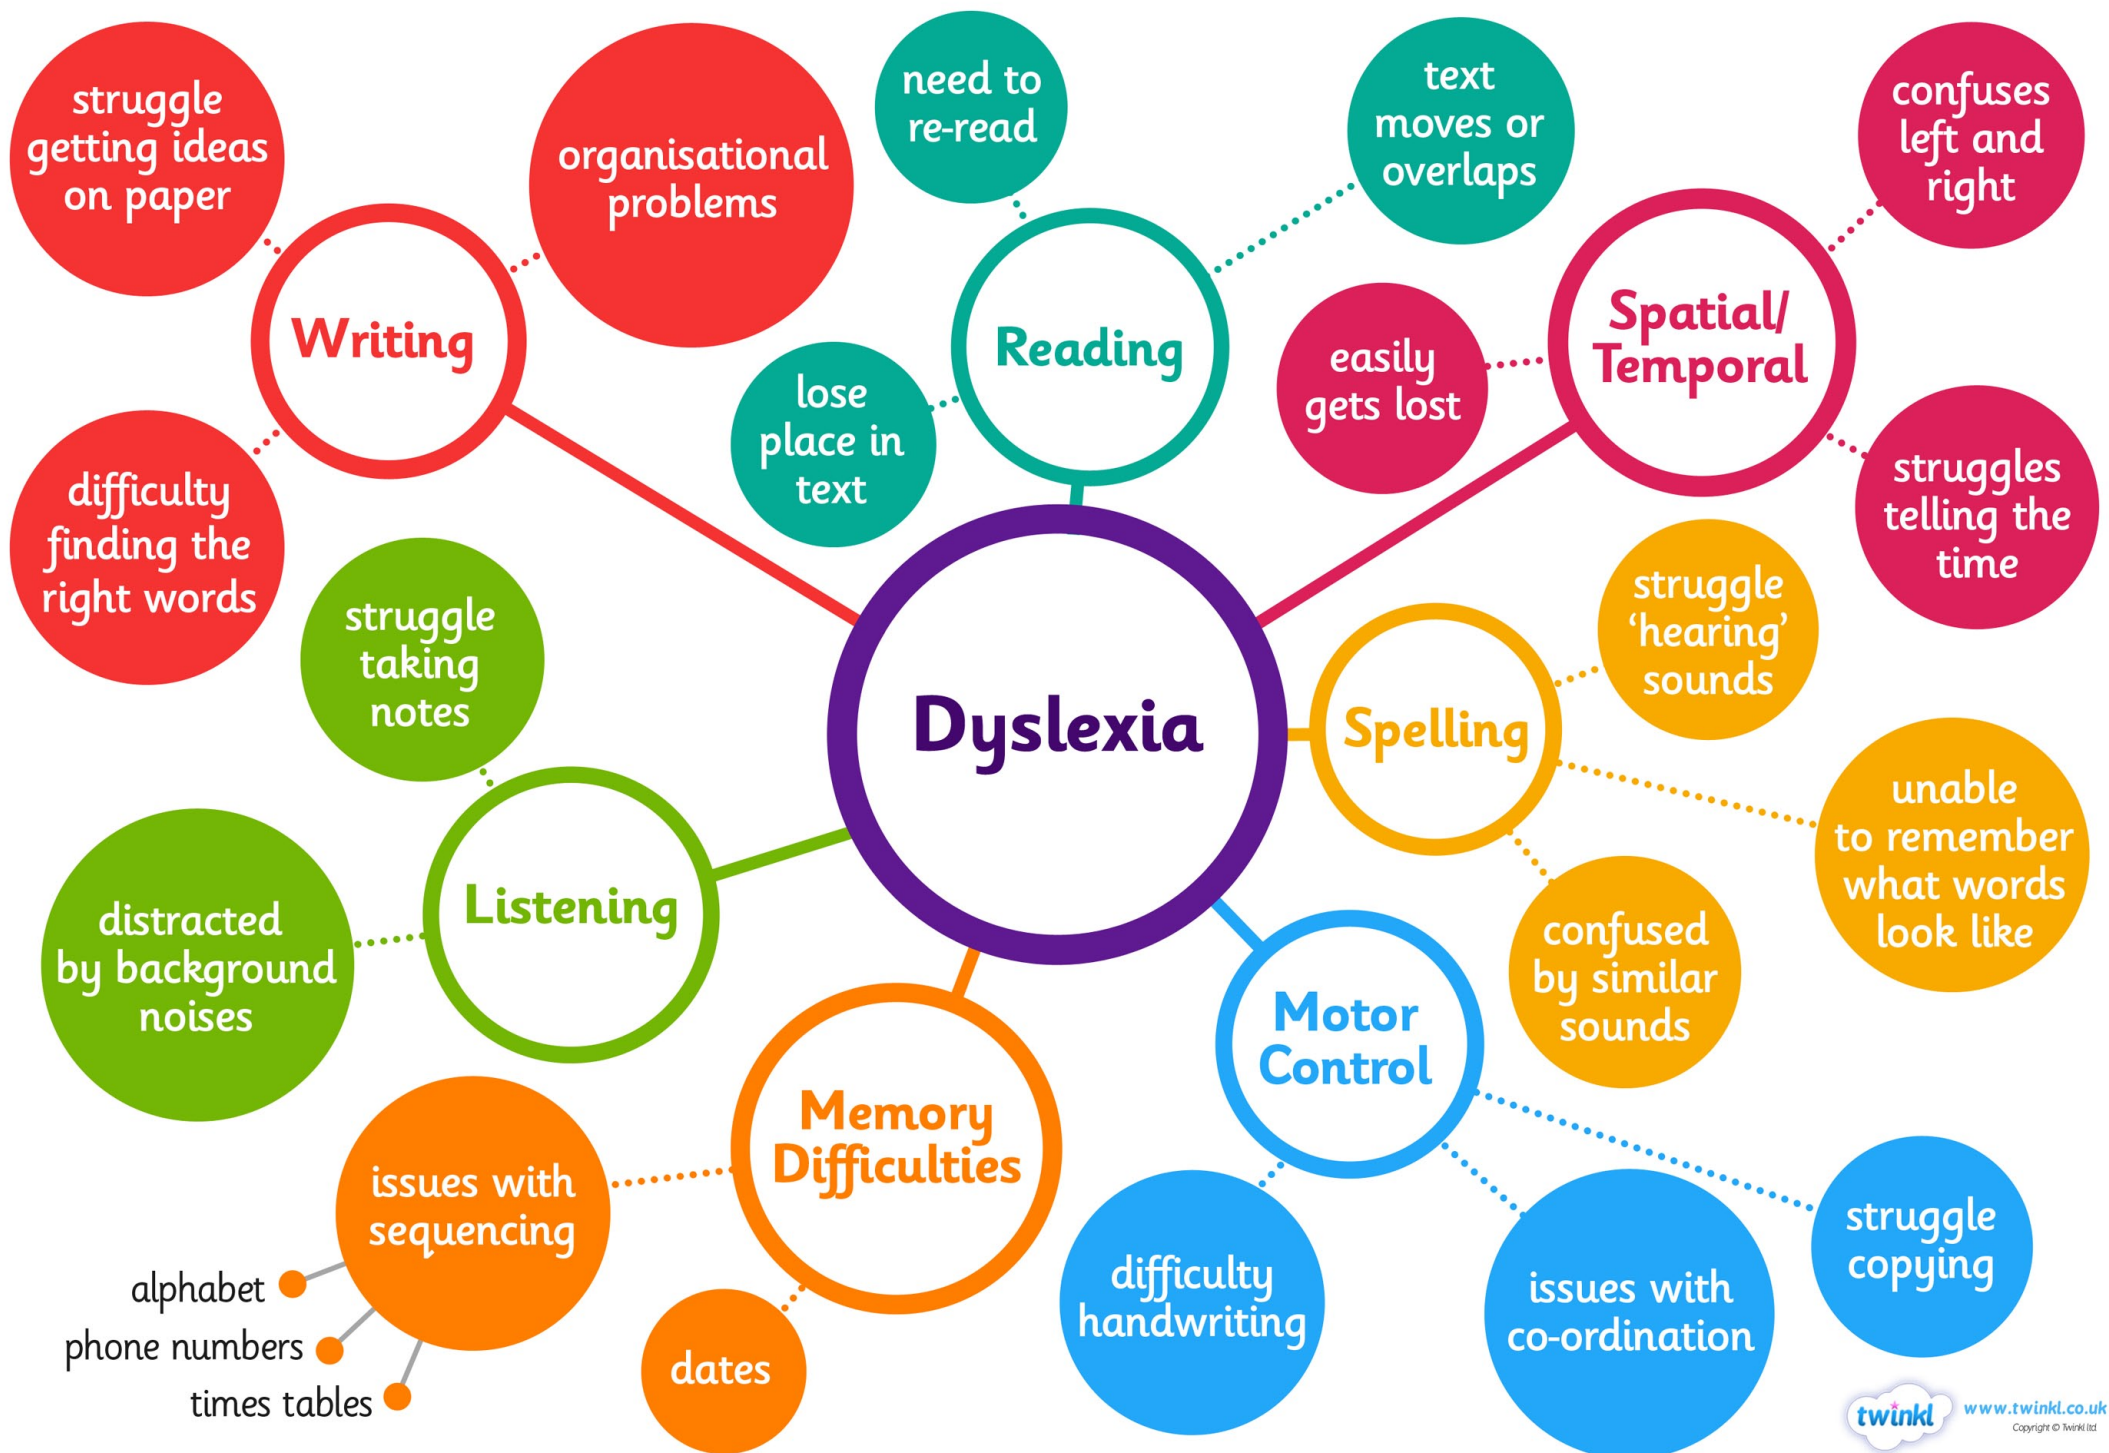 Dyslexia
Writing
struggle
getting ideas
on paper
organisational
problems
difficulty
finding the
right words
Reading
need to
re-read
text
moves or
overlaps
lose
place in
text
Spatial/
Temporal
confuses
left and
right
easily
gets lost
struggles
telling the
time
Spelling
struggle
‘hearing’
sounds
unable
to remember
what words
look like
confused
by similar
sounds
Motor
Control
difficulty
handwriting
issues with
co-ordination
struggle
copying
Memory
Difficulties
issues with
sequencing
alphabet
phone numbers
times tables
dates
Listening
struggle
taking
notes
distracted
by background
noises
twinkl
www.twinkl.co.uk
Copyright © Twinkl ltd